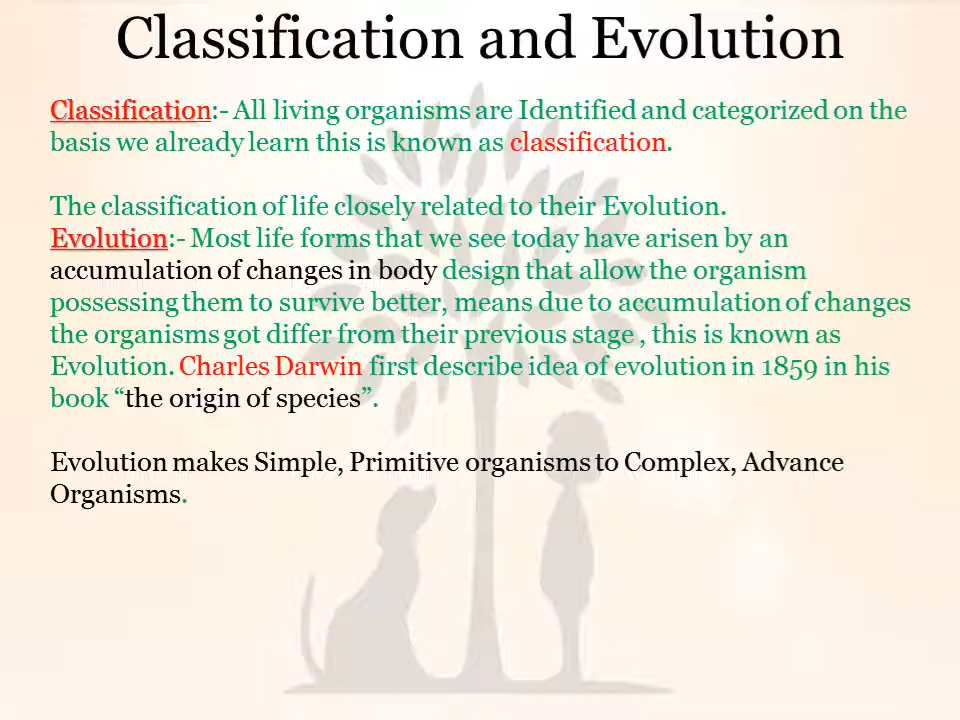 Classification and Evolution
Classification:- All living organisms are Identified and categorized on the
basis we already learn this is known as classification.
The classification of life closely related to their Evolution.
Evolution:- Most life forms that we see today have arisen by an
accumulation of changes in body design that allow the organism
possessing them to survive better, means due to accumulation of changes
the organisms got differ from their previous stage , this is known as
Evolution. Charles Darwin first describe idea of evolution in 1859 in his
book “the origin of species”.
Evolution makes Simple, Primitive organisms to Complex, Advance
Organisms.